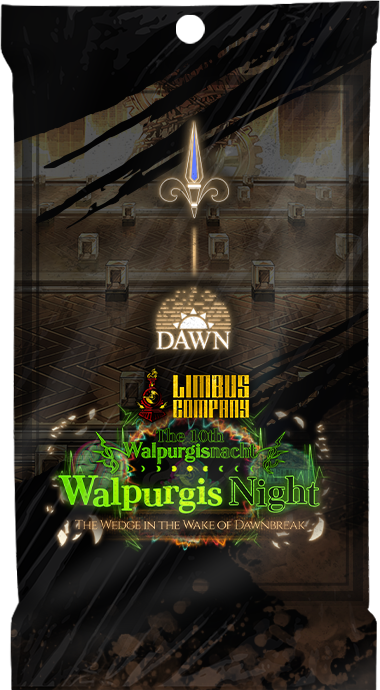 DAWN
LIMBUS
COMPANY
The 10th
Walpurgisnacht
Walpurgis Night
THE WEDGE IN THE WAKE OF DAWNBREAK